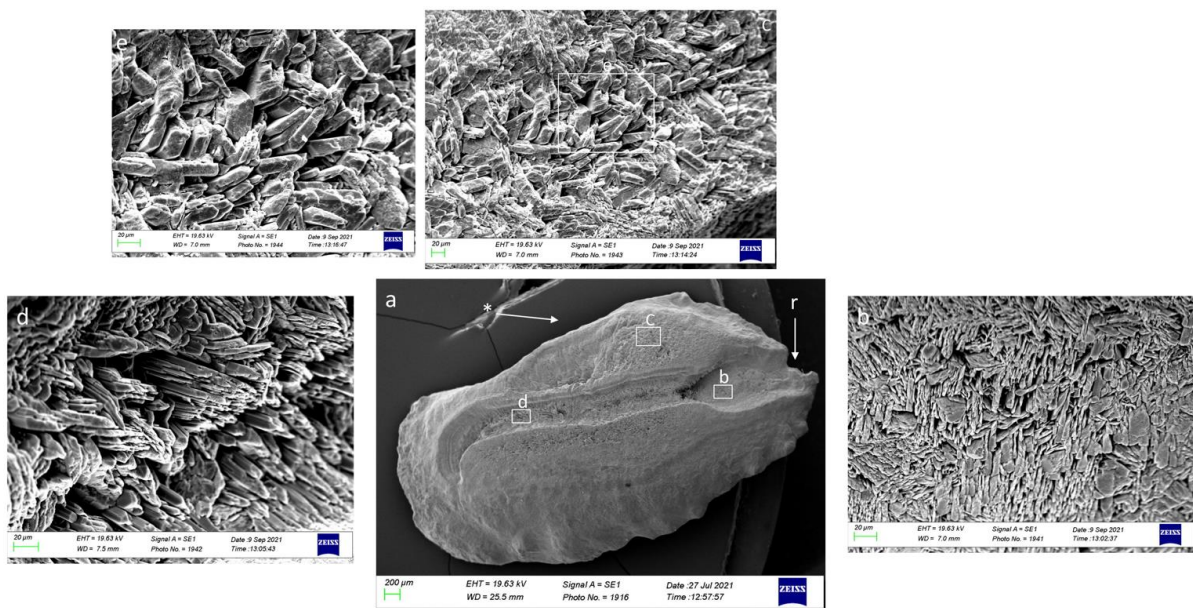 e
20 µm
EHT = 19.63 kV Signal A = SE1 Date :9 Sep 2021
WD = 7.0 mm Photo No. = 1944 Time :13:16:47
ZEISS
c
e
20 µm
EHT = 19.63 kV Signal A = SE1 Date :9 Sep 2021
WD = 7.0 mm Photo No. = 1943 Time :13:14:24
ZEISS
d
20 µm
EHT = 19.63 kV Signal A = SE1 Date :9 Sep 2021
WD = 7.5 mm Photo No. = 1942 Time :13:05:43
ZEISS
a
*
r
c
b
d
200 µm
EHT = 19.63 kV Signal A = SE1 Date :27 Jul 2021
WD = 25.5 mm Photo No. = 1916 Time :12:57:57
ZEISS
b
20 µm
EHT = 19.63 kV Signal A = SE1 Date :9 Sep 2021
WD = 7.0 mm Photo No. = 1941 Time :13:02:37
ZEISS